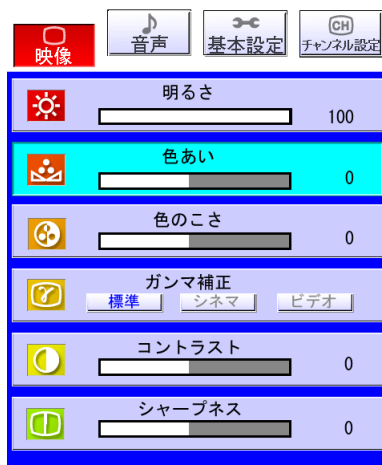 映像
音声
基本設定
CH
チャンネル設定
明るさ
100
色あい
0
色のこさ
0
ガンマ補正
標準 シネマ ビデオ
コントラスト
0
シャープネス
0